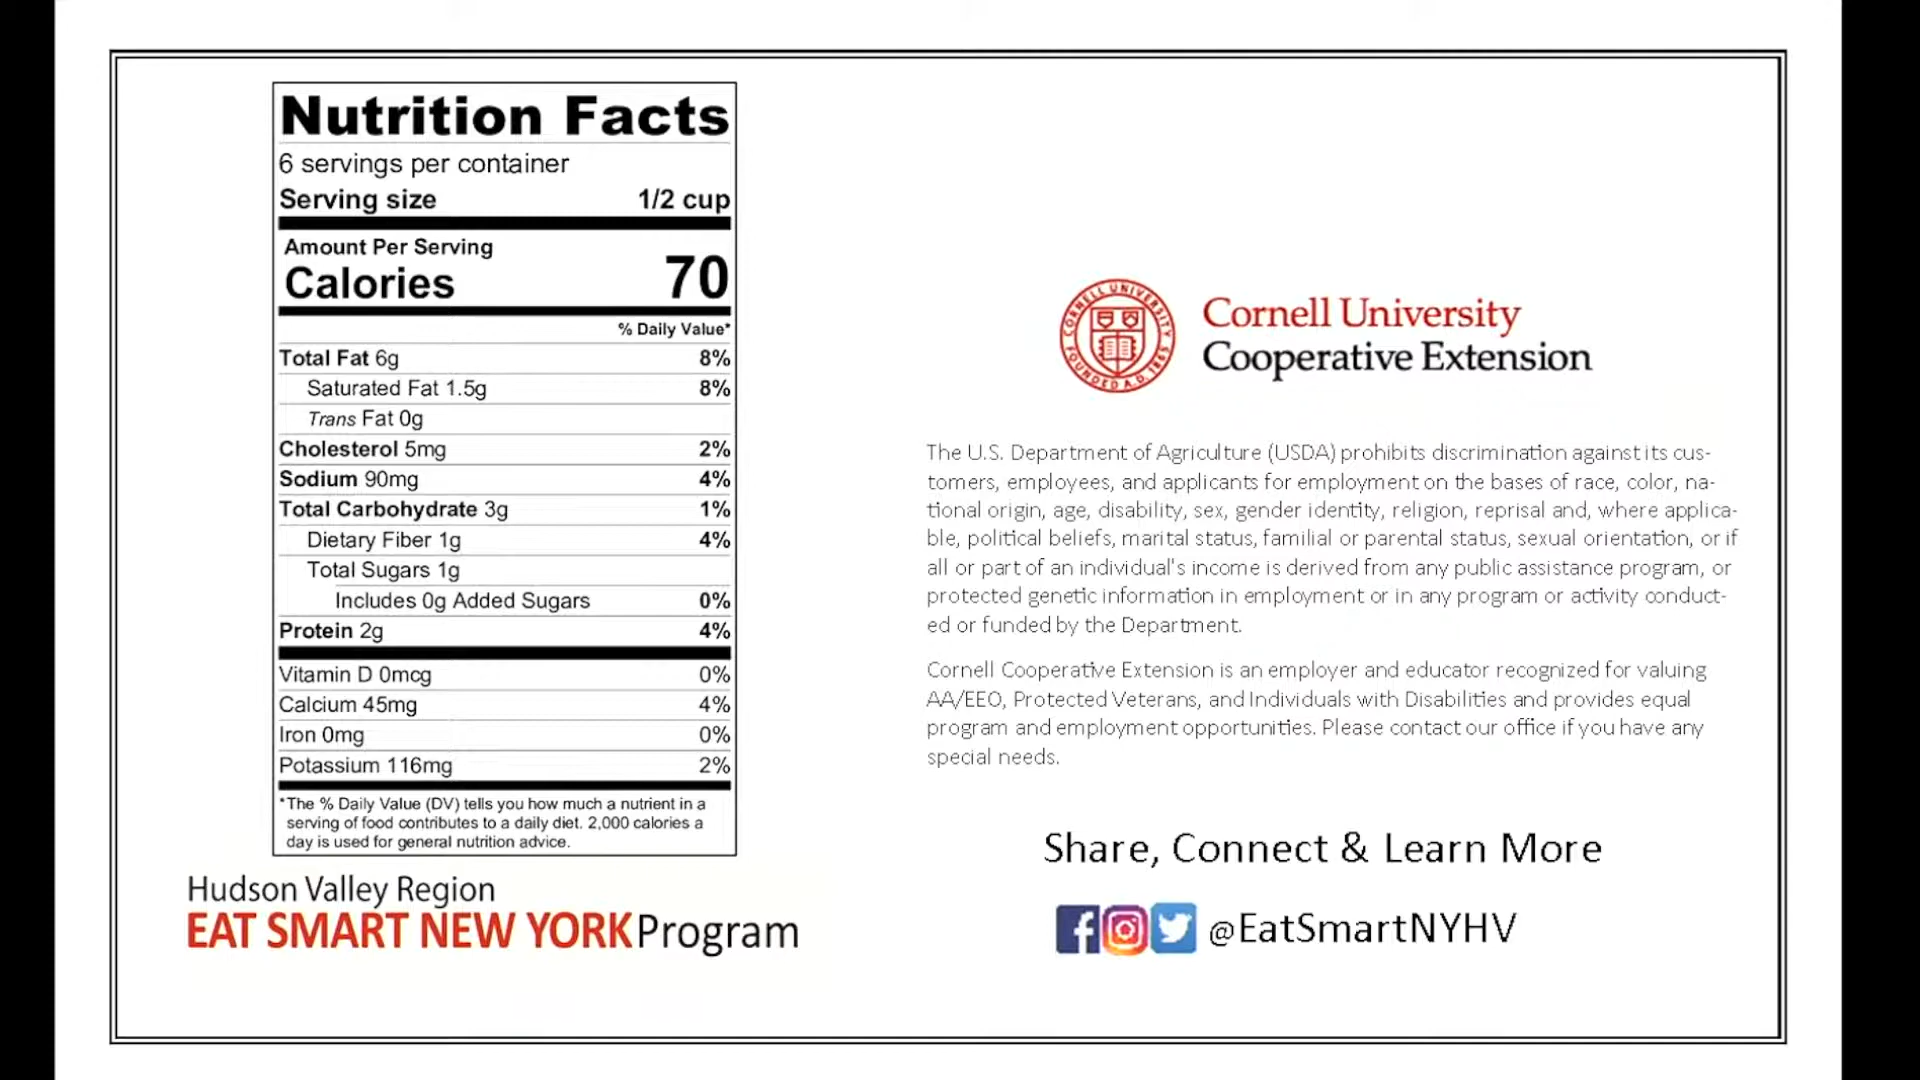 Nutrition Facts
6 servings per container
Serving size 1/2 cup
Amount Per Serving
Calories 70
% Daily Value*
Total Fat 6g 8%
Saturated Fat 1.5g 8%
Trans Fat 0g
Cholesterol 5mg 2%
Sodium 90mg 4%
Total Carbohydrate 3g 1%
Dietary Fiber 1g 4%
Total Sugars 1g
Includes 0g Added Sugars 0%
Protein 2g 4%
Vitamin D 0mcg 0%
Calcium 45mg 4%
Iron 0mg 0%
Potassium 116mg 2%
*The % Daily Value (DV) tells you how much a nutrient in a
serving of food contributes to a daily diet. 2,000 calories a
day is used for general nutrition advice.
Hudson Valley Region
EAT SMART NEW YORK Program
CORNELL UNIVERSITY
FOUNDED A.D. 1865
Cornell University
Cooperative Extension
The U.S. Department of Agriculture (USDA) prohibits discrimination against its cus-
tomers, employees, and applicants for employment on the bases of race, color, na-
tional origin, age, disability, sex, gender identity, religion, reprisal and, where applica-
ble, political beliefs, marital status, familial or parental status, sexual orientation, or if
all or part of an individual's income is derived from any public assistance program, or
protected genetic information in employment or in any program or activity conduct-
ed or funded by the Department.
Cornell Cooperative Extension is an employer and educator recognized for valuing
AA/EEO, Protected Veterans, and Individuals with Disabilities and provides equal
program and employment opportunities. Please contact our office if you have any
special needs.
Share, Connect & Learn More
@EatSmartNYHV